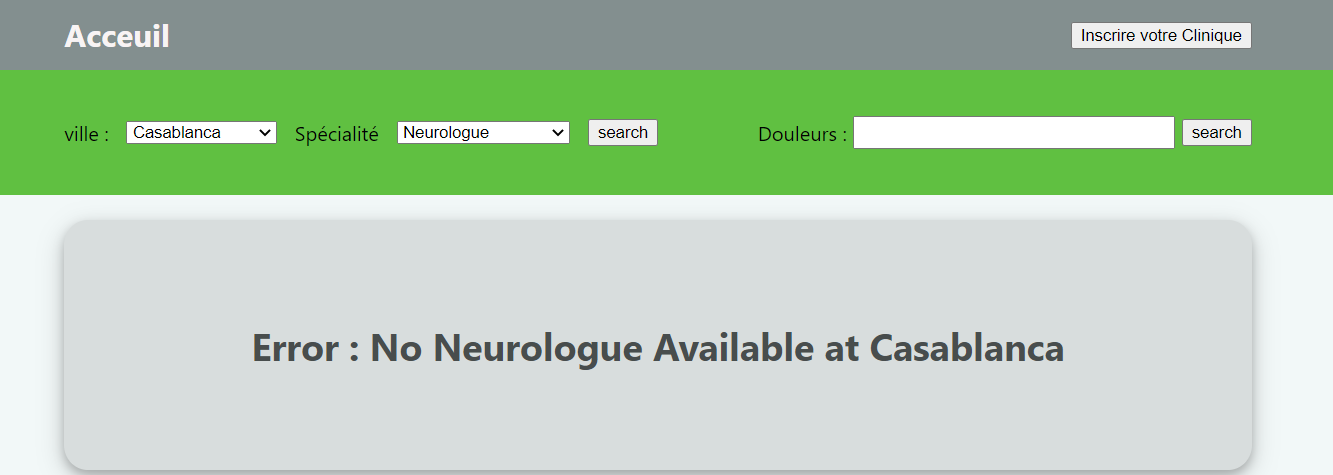 Acceuil
Inscrire votre Clinique
ville : Casablanca Spécialité Neurologue search Douleurs : search
Error : No Neurologue Available at Casablanca